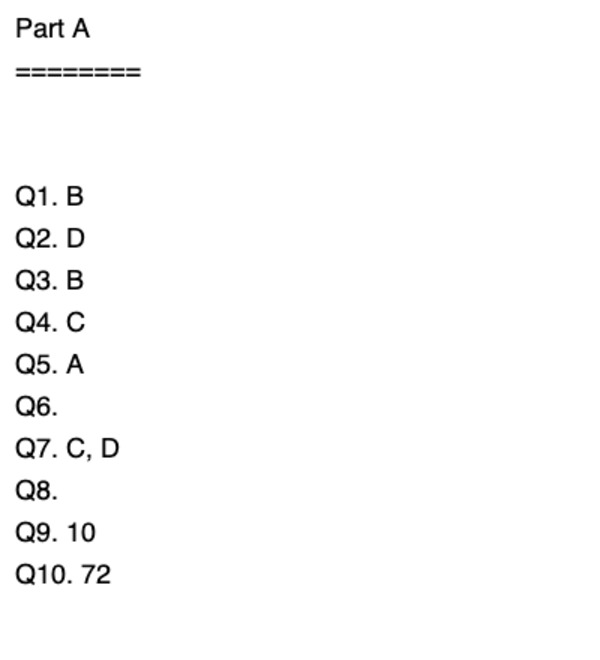 Part A
========
Q1. B
Q2. D
Q3. B
Q4. C
Q5. A
Q6.
Q7. C, D
Q8.
Q9. 10
Q10. 72